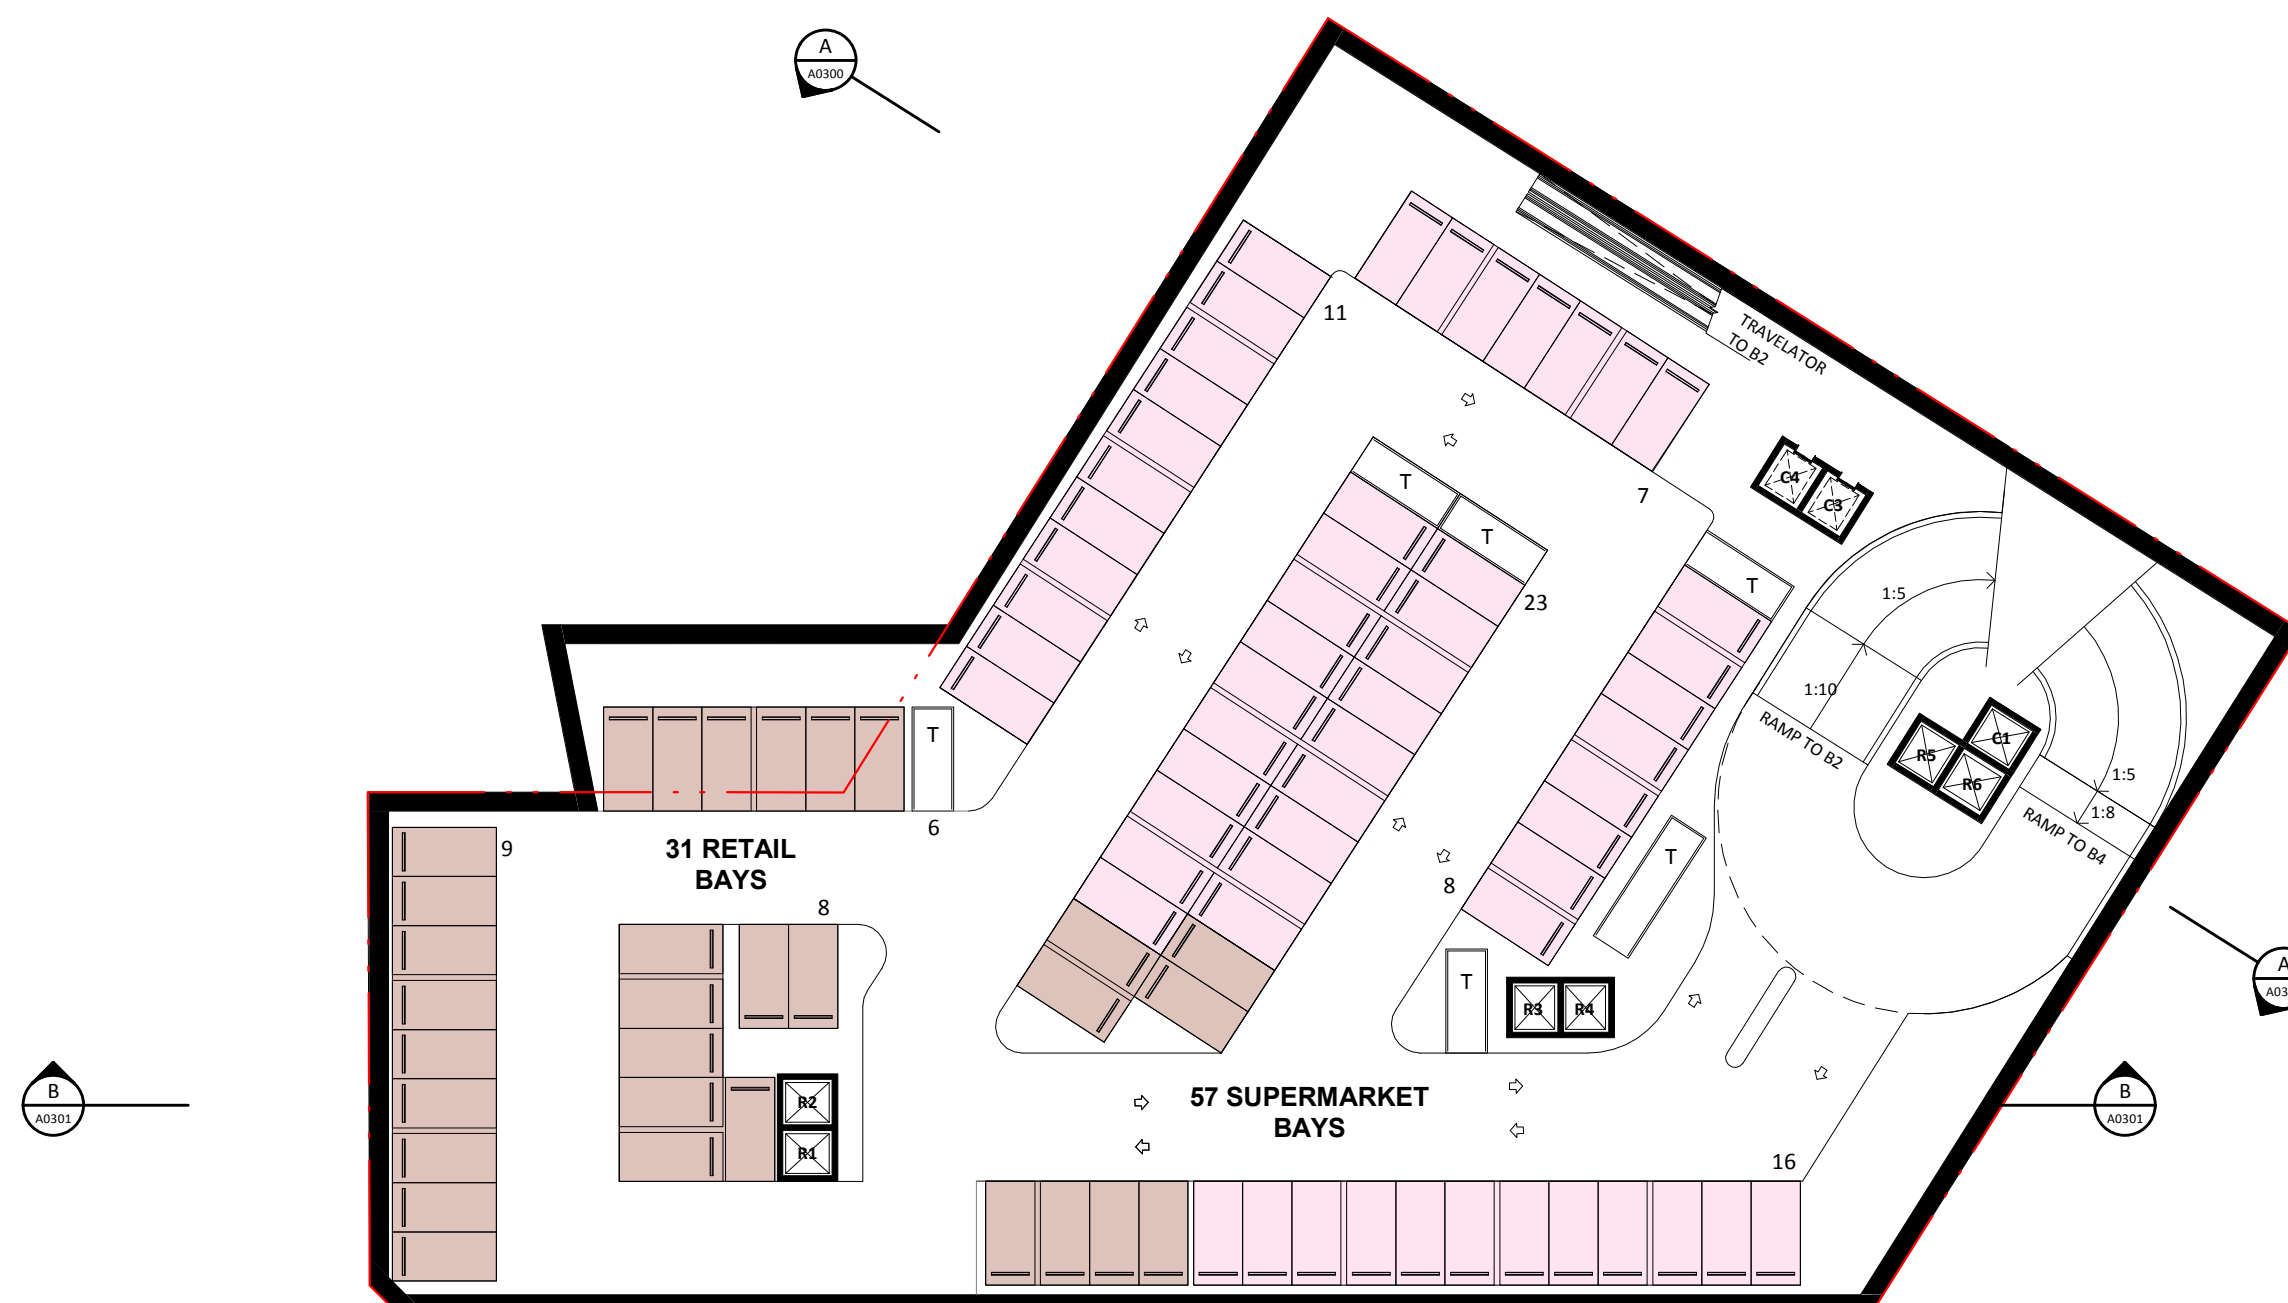 A
A0300
11
TRAVELATOR
TO B2
T
T
7
C4
C3
23
T
1:5
1:10
RAMP TO B2
C1
R5
R6
1:5
1:8
RAMP TO B4
T
6
9
31 RETAIL
BAYS
8
T
8
T
R3
R4
A
B
A0301
R2
R1
57 SUPERMARKET
BAYS
B
A0301
16